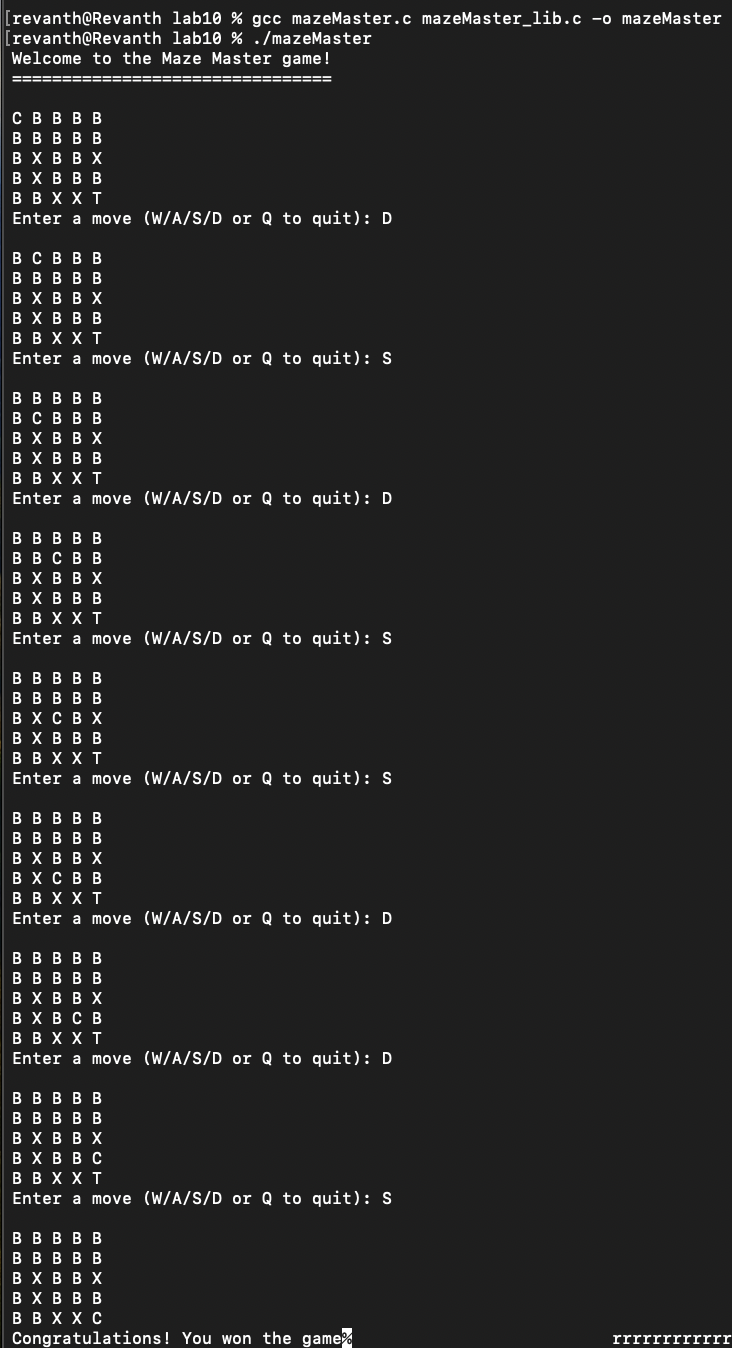 [revanth@Revanth lab10 % gcc mazeMaster.c mazeMaster_lib.c -o mazeMaster
[revanth@Revanth lab10 % ./mazeMaster
Welcome to the Maze Master game!
================================
C B B B B
B B B B B
B X B B X
B X B B B
B B X X T
Enter a move (W/A/S/D or Q to quit): D
B C B B B
B B B B B
B X B B X
B X B B B
B B X X T
Enter a move (W/A/S/D or Q to quit): S
B B B B B
B C B B B
B X B B X
B X B B B
B B X X T
Enter a move (W/A/S/D or Q to quit): D
B B B B B
B B C B B
B X B B X
B X B B B
B B X X T
Enter a move (W/A/S/D or Q to quit): S
B B B B B
B B B B B
B X C B X
B X B B B
B B X X T
Enter a move (W/A/S/D or Q to quit): S
B B B B B
B B B B B
B X B B X
B X C B B
B B X X T
Enter a move (W/A/S/D or Q to quit): D
B B B B B
B B B B B
B X B B X
B X B C B
B B X X T
Enter a move (W/A/S/D or Q to quit): D
B B B B B
B B B B B
B X B B X
B X B B C
B B X X T
Enter a move (W/A/S/D or Q to quit): S
B B B B B
B B B B B
B X B B X
B X B B B
B B X X C
Congratulations! You won the game% rrrrrrrrrrrr